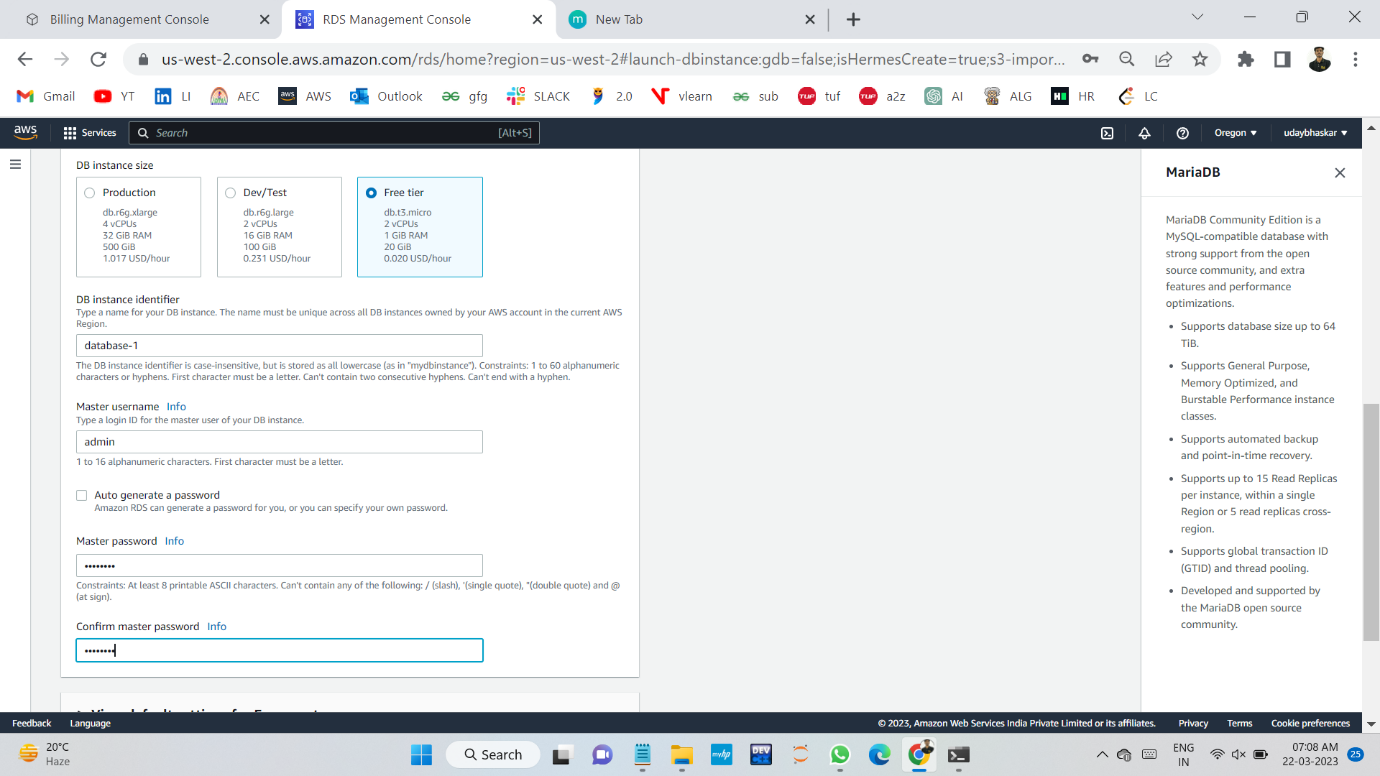 Billing Management Console
RDS Management Console
m New Tab
us-west-2.console.aws.amazon.com/rds/home?region=us-west-2#launch-dbinstance:gdb=false;isHermesCreate=true;s3-impor...
Gmail YT LI AEC aws AWS Outlook gfg SLACK 2.0 vlearn sub TUF tuf TUF a2z AI ALG HR LC
aws Services Search [Alt+S] Oregon udaybhaskar
DB instance size
Production
db.r6g.xlarge
4 vCPUs
32 GiB RAM
500 GiB
1.017 USD/hour
Dev/Test
db.r6g.large
2 vCPUs
16 GiB RAM
100 GiB
0.231 USD/hour
Free tier
db.t3.micro
2 vCPUs
1 GiB RAM
20 GiB
0.020 USD/hour
DB instance identifier
Type a name for your DB instance. The name must be unique across all DB instances owned by your AWS account in the current AWS
Region.
database-1
The DB instance identifier is case-insensitive, but is stored as all lowercase (as in "mydbinstance"). Constraints: 1 to 60 alphanumeric
characters or hyphens. First character must be a letter. Can't contain two consecutive hyphens. Can't end with a hyphen.
Master username Info
Type a login ID for the master user of your DB instance.
admin
1 to 16 alphanumeric characters. First character must be a letter.
Auto generate a password
Amazon RDS can generate a password for you, or you can specify your own password.
Master password Info
••••••••
Constraints: At least 8 printable ASCII characters. Can't contain any of the following: / (slash), '(single quote), "(double quote) and @
(at sign).
Confirm master password Info
••••••••
MariaDB
MariaDB Community Edition is a
MySQL-compatible database with
strong support from the open
source community, and extra
features and performance
optimizations.
• Supports database size up to 64
TiB.
• Supports General Purpose,
Memory Optimized, and
Burstable Performance instance
classes.
• Supports automated backup
and point-in-time recovery.
• Supports up to 15 Read Replicas
per instance, within a single
Region or 5 read replicas cross-
region.
• Supports global transaction ID
(GTID) and thread pooling.
• Developed and supported by
the MariaDB open source
community.
Feedback Language © 2023, Amazon Web Services India Private Limited or its affiliates. Privacy Terms Cookie preferences
20°C
Haze
Search
myhp
DEV
ENG
IN
07:08 AM
22-03-2023
25